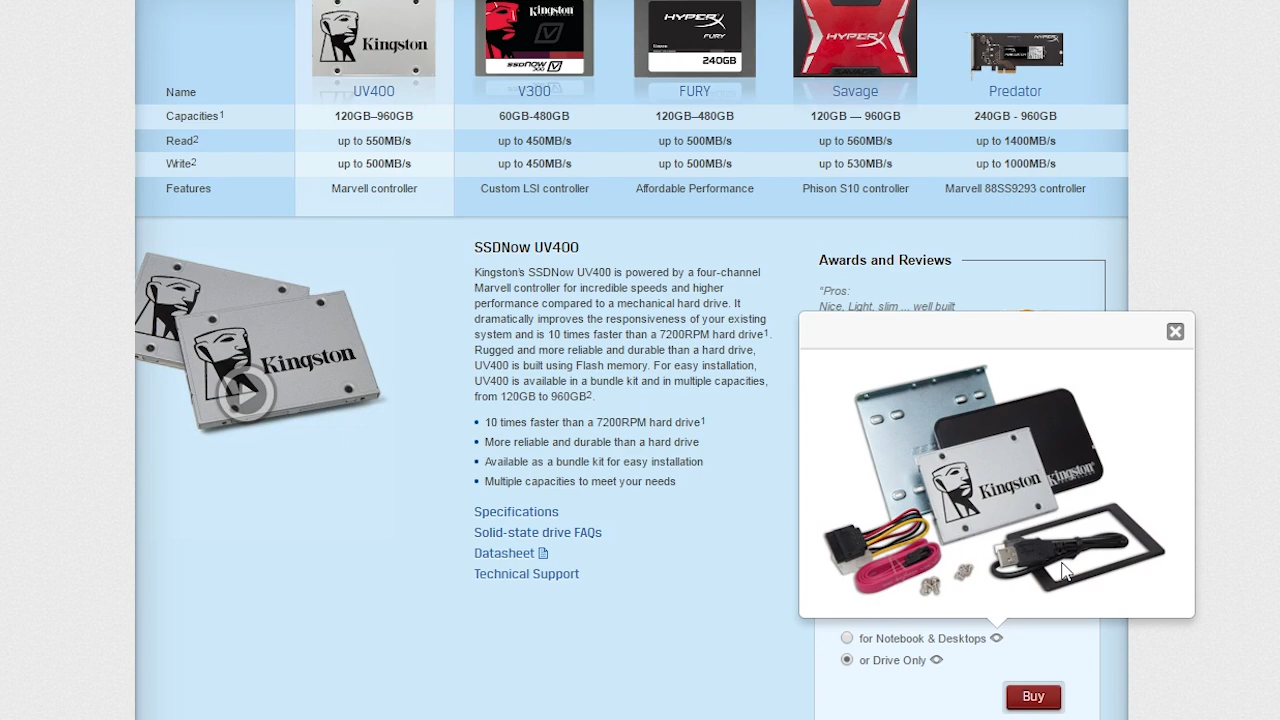 Kingston
Kingston
SSDNOW 300 V
HYPERX
FURY
240GB
HYPERX
SAVAGE
HYPERX
Name UV400 V300 FURY Savage Predator
Capacities1 120GB–960GB 60GB-480GB 120GB–480GB 120GB — 960GB 240GB - 960GB
Read2 up to 550MB/s up to 450MB/s up to 500MB/s up to 560MB/s up to 1400MB/s
Write2 up to 500MB/s up to 450MB/s up to 500MB/s up to 530MB/s up to 1000MB/s
Features Marvell controller Custom LSI controller Affordable Performance Phison S10 controller Marvell 88SS9293 controller
Kingston
SSDNow UV400
Kingston's SSDNow UV400 is powered by a four-channel
Marvell controller for incredible speeds and higher
performance compared to a mechanical hard drive. It
dramatically improves the responsiveness of your existing
system and is 10 times faster than a 7200RPM hard drive1.
Rugged and more reliable and durable than a hard drive,
UV400 is built using Flash memory. For easy installation,
UV400 is available in a bundle kit and in multiple capacities,
from 120GB to 960GB2.
• 10 times faster than a 7200RPM hard drive1
• More reliable and durable than a hard drive
• Available as a bundle kit for easy installation
• Multiple capacities to meet your needs
Specifications
Solid-state drive FAQs
Datasheet
Technical Support
Awards and Reviews
"Pros:
Nice, Light, slim ... well built
Kingston
Kingston
for Notebook & Desktops
or Drive Only
Buy